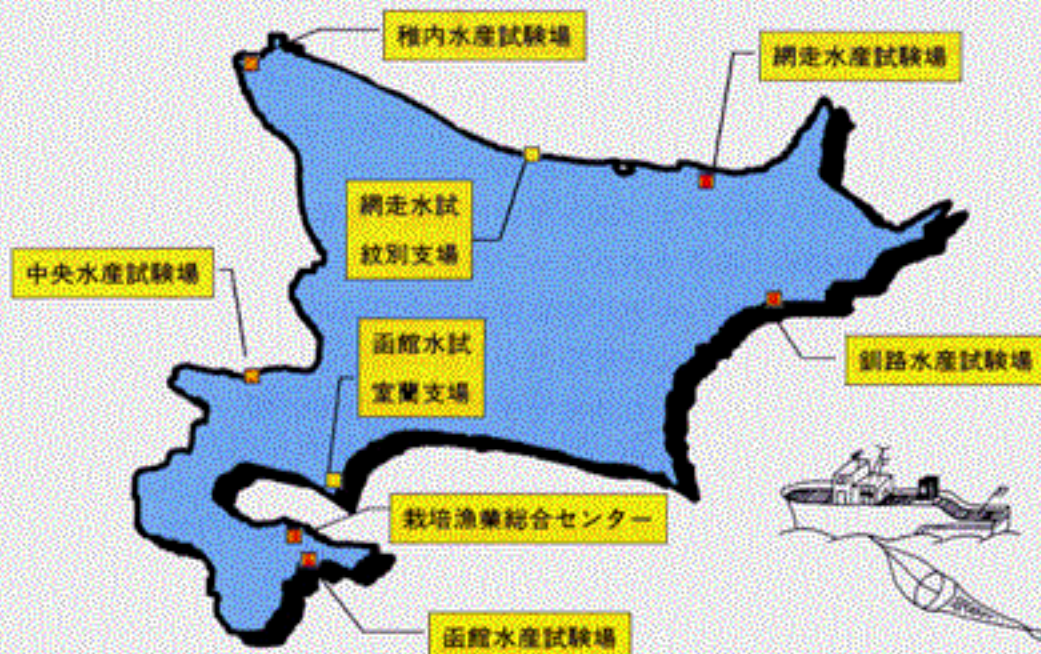 稚内水産試験場
網走水産試験場
網走水試
紋別支場
中央水産試験場
函館水試
室蘭支場
釧路水産試験場
栽培漁業総合センター
函館水産試験場